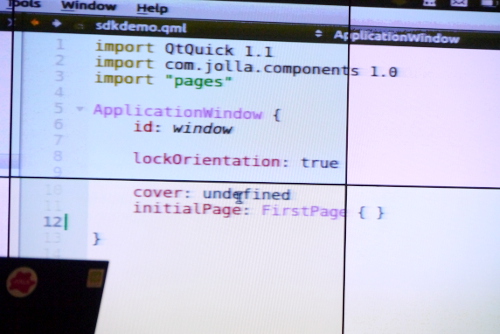 Tools Window Help
sdkdemo.qml ApplicationWindow
1 import QtQuick 1.1
2 import com.jolla.components 1.0
3 import "pages"
4
5 ApplicationWindow {
6 id: window
7
8 lockOrientation: true
9
10 cover: undefined
11 initialPage: FirstPage { }
12
13 }